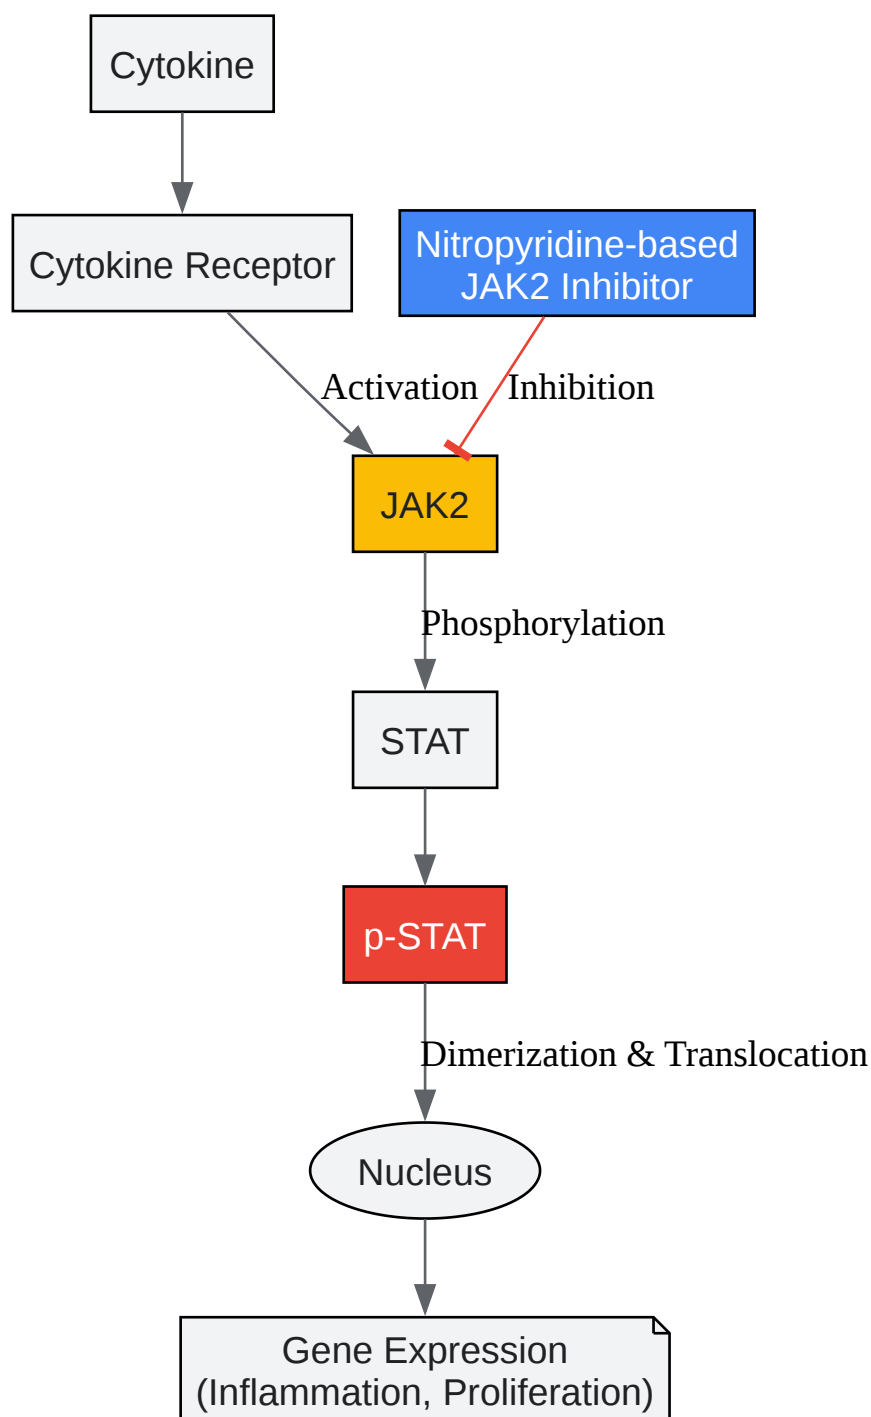 Cytokine
Cytokine Receptor
Nitropyridine-based
JAK2 Inhibitor
Activation
Inhibition
JAK2
Phosphorylation
STAT
p-STAT
Dimerization & Translocation
Nucleus
Gene Expression
(Inflammation, Proliferation)